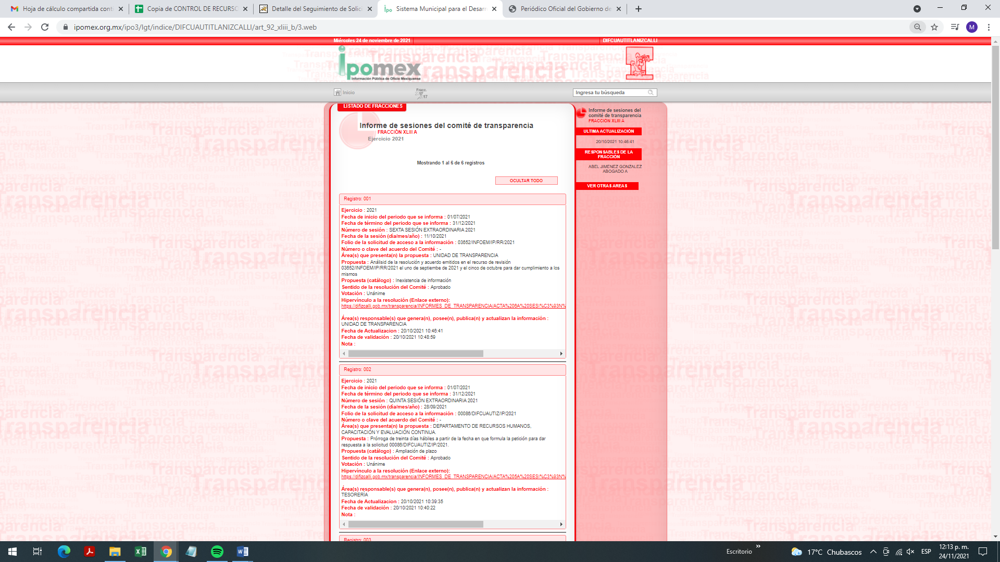 Hoja de cálculo compartida cont
Copia de CONTROL DE RECURSO
Detalle del Seguimiento de Solici
Sistema Municipal para el Desarr
Periódico Oficial del Gobierno de
ipomex.org.mx/ipo3/lgt/indice/DIFCUAUTITLANIZCALLI/art_92_xliii_b/3.web
M
Miércoles 24 de noviembre de 2021
DIFCUAUTITLANIZCALLI
ipomex
Información Pública de Oficio Mexiquense
Transparencia
Inicio
Fracc.
Ingresa tu búsqueda
LISTADO DE FRACCIONES
Informe de sesiones del comité de transparencia
FRACCIÓN XLIII A
Ejercicio 2021
Mostrando 1 al 6 de 6 registros
OCULTAR TODO
Informe de sesiones del
comité de transparencia
FRACCIÓN XLIII A
ULTIMA ACTUALIZACIÓN
20/10/2021 10:46:41
RESPONSABLES DE LA
FRACCIÓN
ABEL JIMENEZ GONZALEZ
ABOGADO A
VER OTRAS AREAS
Registro: 001
Ejercicio : 2021
Fecha de inicio del periodo que se informa : 01/07/2021
Fecha de término del periodo que se informa : 31/12/2021
Número de sesión : SEXTA SESIÓN EXTRAORDINARIA 2021
Fecha de la sesión (día/mes/año) : 11/10/2021
Folio de la solicitud de acceso a la información : 03652/INFOEM/IP/RR/2021
Número o clave del acuerdo del Comité : -
Área(s) que presenta(n) la propuesta : UNIDAD DE TRANSPARENCIA
Propuesta : Análisid de la resolución y acuerdo emitidos en el recurso de revisión
03652/INFOEM/IP/RR/2021 el uno de septiembe de 2021 y el cinco de octubre para dar cumplimiento a los
mismos
Propuesta (catálogo) : Inexistencia de información
Sentido de la resolución del Comité : Aprobado
Votación : Unánime
Hipervínculo a la resolución (Enlace externo):
https://difizcalli.gob.mx/transparencia/INFORMES_DE_TRANSPARENCIA/ACTA%206A%20SESI%C3%93N%
Área(s) responsable(s) que genera(n), posee(n), publica(n) y actualizan la información :
UNIDAD DE TRANSPARENCIA
Fecha de Actualizacion : 20/10/2021 10:46:41
Fecha de validación : 20/10/2021 10:48:59
Nota :
Registro: 002
Ejercicio : 2021
Fecha de inicio del periodo que se informa : 01/07/2021
Fecha de término del periodo que se informa : 31/12/2021
Número de sesión : QUINTA SESIÓN EXTRAORDINARIA 2021
Fecha de la sesión (día/mes/año) : 28/09/2021
Folio de la solicitud de acceso a la información : 00086/DIFCUAUTIZ/IP/2021
Número o clave del acuerdo del Comité : -
Área(s) que presenta(n) la propuesta : DEPARTAMENTO DE RECURSOS HUMANOS,
CAPACITACIÓN Y EVALUACIÓN CONTINUA.
Propuesta : Prórroga de treinta días hábiles a partir de la fecha en que formula la petición para dar
respuesta a la solicitud 00086/DIFCUAUTIZ/IP/2021.
Propuesta (catálogo) : Ampliación de plazo
Sentido de la resolución del Comité : Aprobado
Votación : Unánime
Hipervínculo a la resolución (Enlace externo):
https://difizcalli.gob.mx/transparencia/INFORMES_DE_TRANSPARENCIA/ACTA%205A%20SESI%C3%93N%
Área(s) responsable(s) que genera(n), posee(n), publica(n) y actualizan la información :
TESORERÍA
Fecha de Actualizacion : 20/10/2021 10:39:35
Fecha de validación : 20/10/2021 10:40:22
Nota :
Registro: 003
Escritorio
17°C Chubascos
ESP
12:13 p. m.
24/11/2021